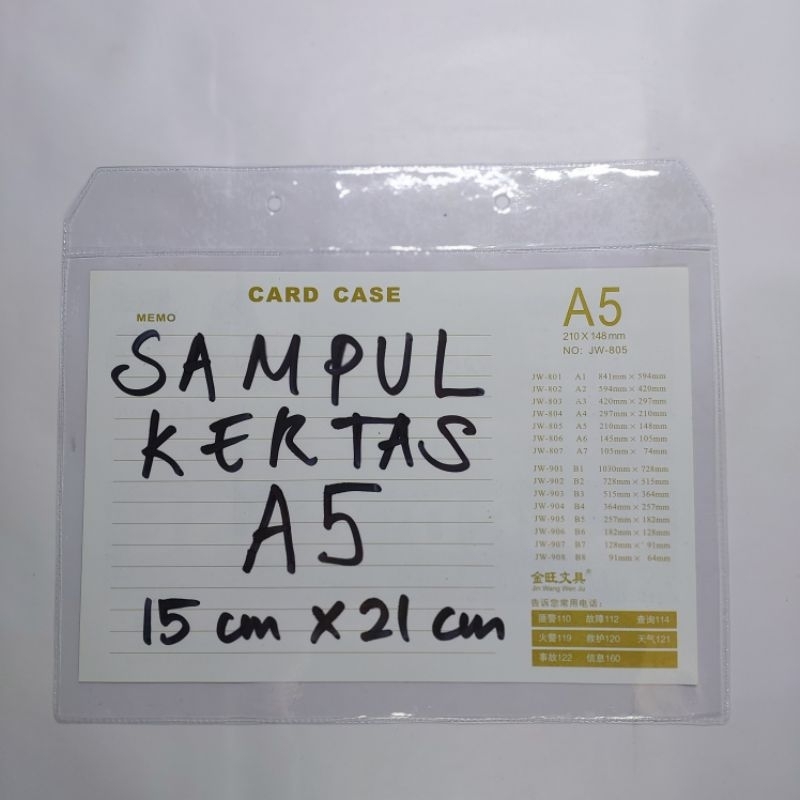 CARD CASE
MEMO
SAMPUL
KERTAS
A5
15 cm X 21 cm
A5
210 X 148 mm
NO: JW-805
JW-801 A1 841mm × 594mm
JW-802 A2 594mm × 420mm
JW-803 A3 420mm × 297mm
JW-804 A4 297mm × 210mm
JW-805 A5 210mm × 148mm
JW-806 A6 145mm × 105mm
JW-807 A7 105mm × 74mm
JW-901 B1 1030mm × 728mm
JW-902 B2 728mm × 515mm
JW-903 B3 515mm × 364mm
JW-904 B4 364mm × 257mm
JW-905 B5 257mm × 182mm
JW-906 B6 182mm × 128mm
JW-907 B7 128mm × 91mm
JW-908 B8 91mm × 64mm
金旺文具®
Jin Wang Wen Ju
告诉您常用电话:
匪警110 故障112 查询114
火警119 救护120 天气121
事故122 信息160